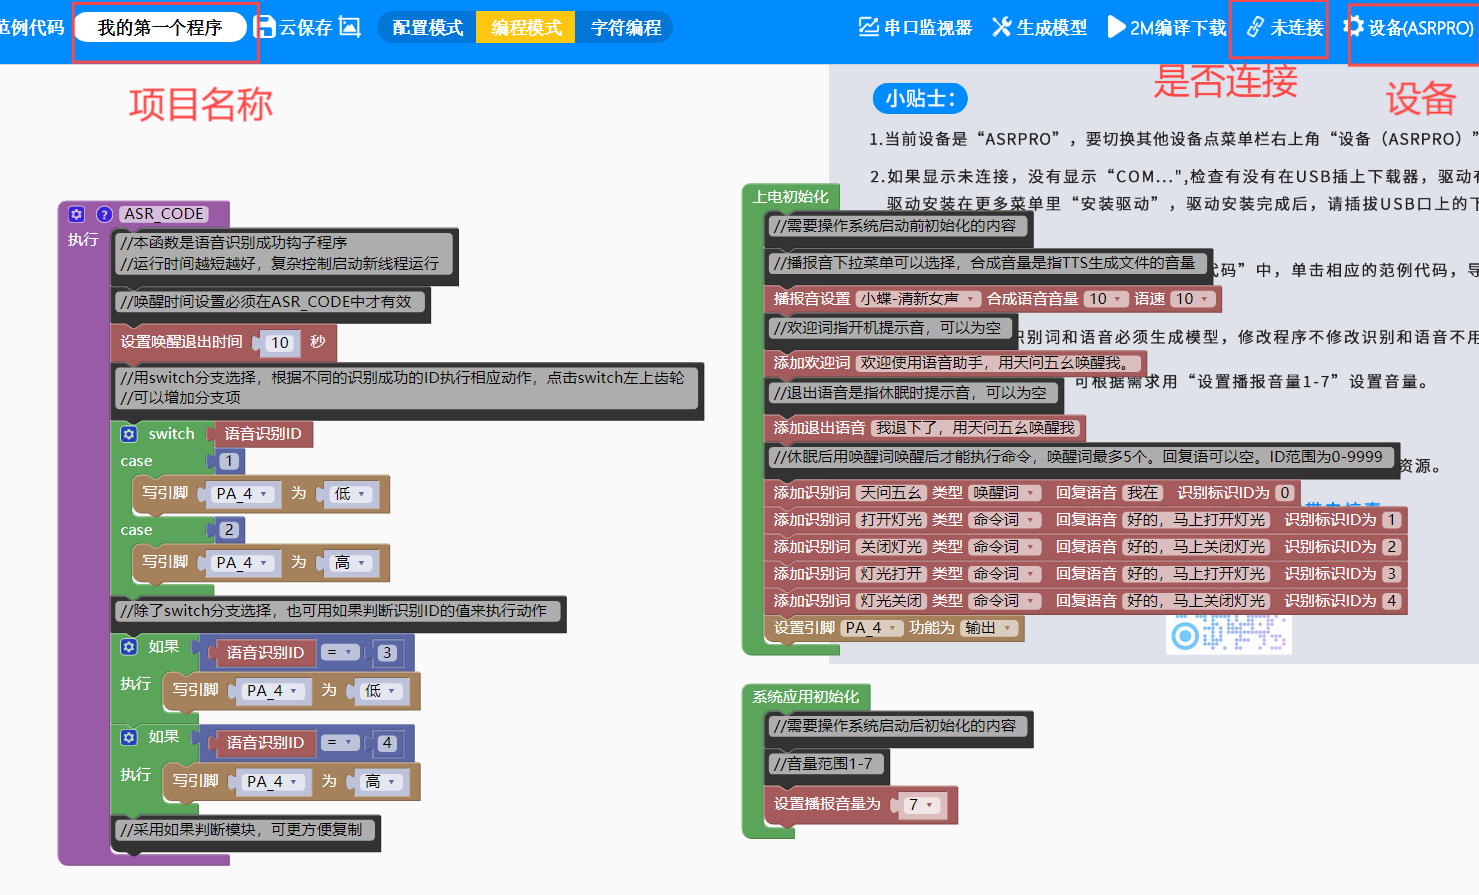 范例代码 我的第一个程序 云保存 配置模式 编程模式 字符编程 串口监视器 生成模型 2M编译下载 未连接 设备(ASRPRO)
项目名称
是否连接
设备
小贴士：
1.当前设备是“ASRPRO”，要切换其他设备点菜单栏右上角“设备（ASRPRO）”
2.如果显示未连接，没有显示“COM...",检查有没有在USB插上下载器，驱动有
驱动安装在更多菜单里“安装驱动”，驱动安装完成后，请插拔USB口上的下
代码”中，单击相应的范例代码，导
识别词和语音必须生成模型，修改程序不修改识别和语音不用
可根据需求用“设置播报音量1-7”设置音量。
资源。
ASR_CODE
执行
//本函数是语音识别成功钩子程序
//运行时间越短越好，复杂控制启动新线程运行
//唤醒时间设置必须在ASR_CODE中才有效
设置唤醒退出时间 10 秒
//用switch分支选择，根据不同的识别成功的ID执行相应动作，点击switch左上齿轮
//可以增加分支项
switch 语音识别ID
case 1
写引脚 PA_4 为 低
case 2
写引脚 PA_4 为 高
//除了switch分支选择，也可用如果判断识别ID的值来执行动作
如果 语音识别ID = 3
执行 写引脚 PA_4 为 低
如果 语音识别ID = 4
执行 写引脚 PA_4 为 高
//采用如果判断模块，可更方便复制
上电初始化
//需要操作系统启动前初始化的内容
//播报音下拉菜单可以选择，合成音量是指TTS生成文件的音量
播报音设置 小蝶-清新女声 合成语音音量 10 语速 10
//欢迎词指开机提示音，可以为空
添加欢迎词 欢迎使用语音助手，用天问五幺唤醒我。
//退出语音是指休眠时提示音，可以为空
添加退出语音 我退下了，用天问五幺唤醒我
//休眠后用唤醒词唤醒后才能执行命令，唤醒词最多5个。回复语可以空。ID范围为0-9999
添加识别词 天问五幺 类型 唤醒词 回复语音 我在 识别标识ID为 0
添加识别词 打开灯光 类型 命令词 回复语音 好的，马上打开灯光 识别标识ID为 1
添加识别词 关闭灯光 类型 命令词 回复语音 好的，马上关闭灯光 识别标识ID为 2
添加识别词 灯光打开 类型 命令词 回复语音 好的，马上打开灯光 识别标识ID为 3
添加识别词 灯光关闭 类型 命令词 回复语音 好的，马上关闭灯光 识别标识ID为 4
设置引脚 PA_4 功能为 输出
系统应用初始化
//需要操作系统启动后初始化的内容
//音量范围1-7
设置播报音量为 7